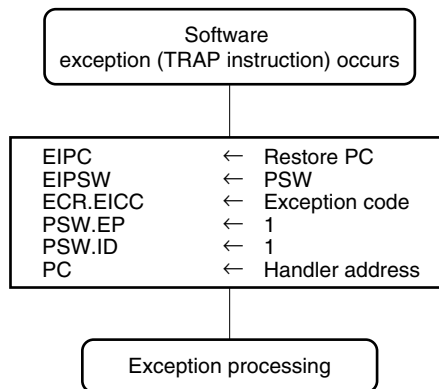 Software
exception (TRAP instruction) occurs
EIPC ← Restore PC
EIPSW ← PSW
ECR.EICC ← Exception code
PSW.EP ← 1
PSW.ID ← 1
PC ← Handler address
Exception processing